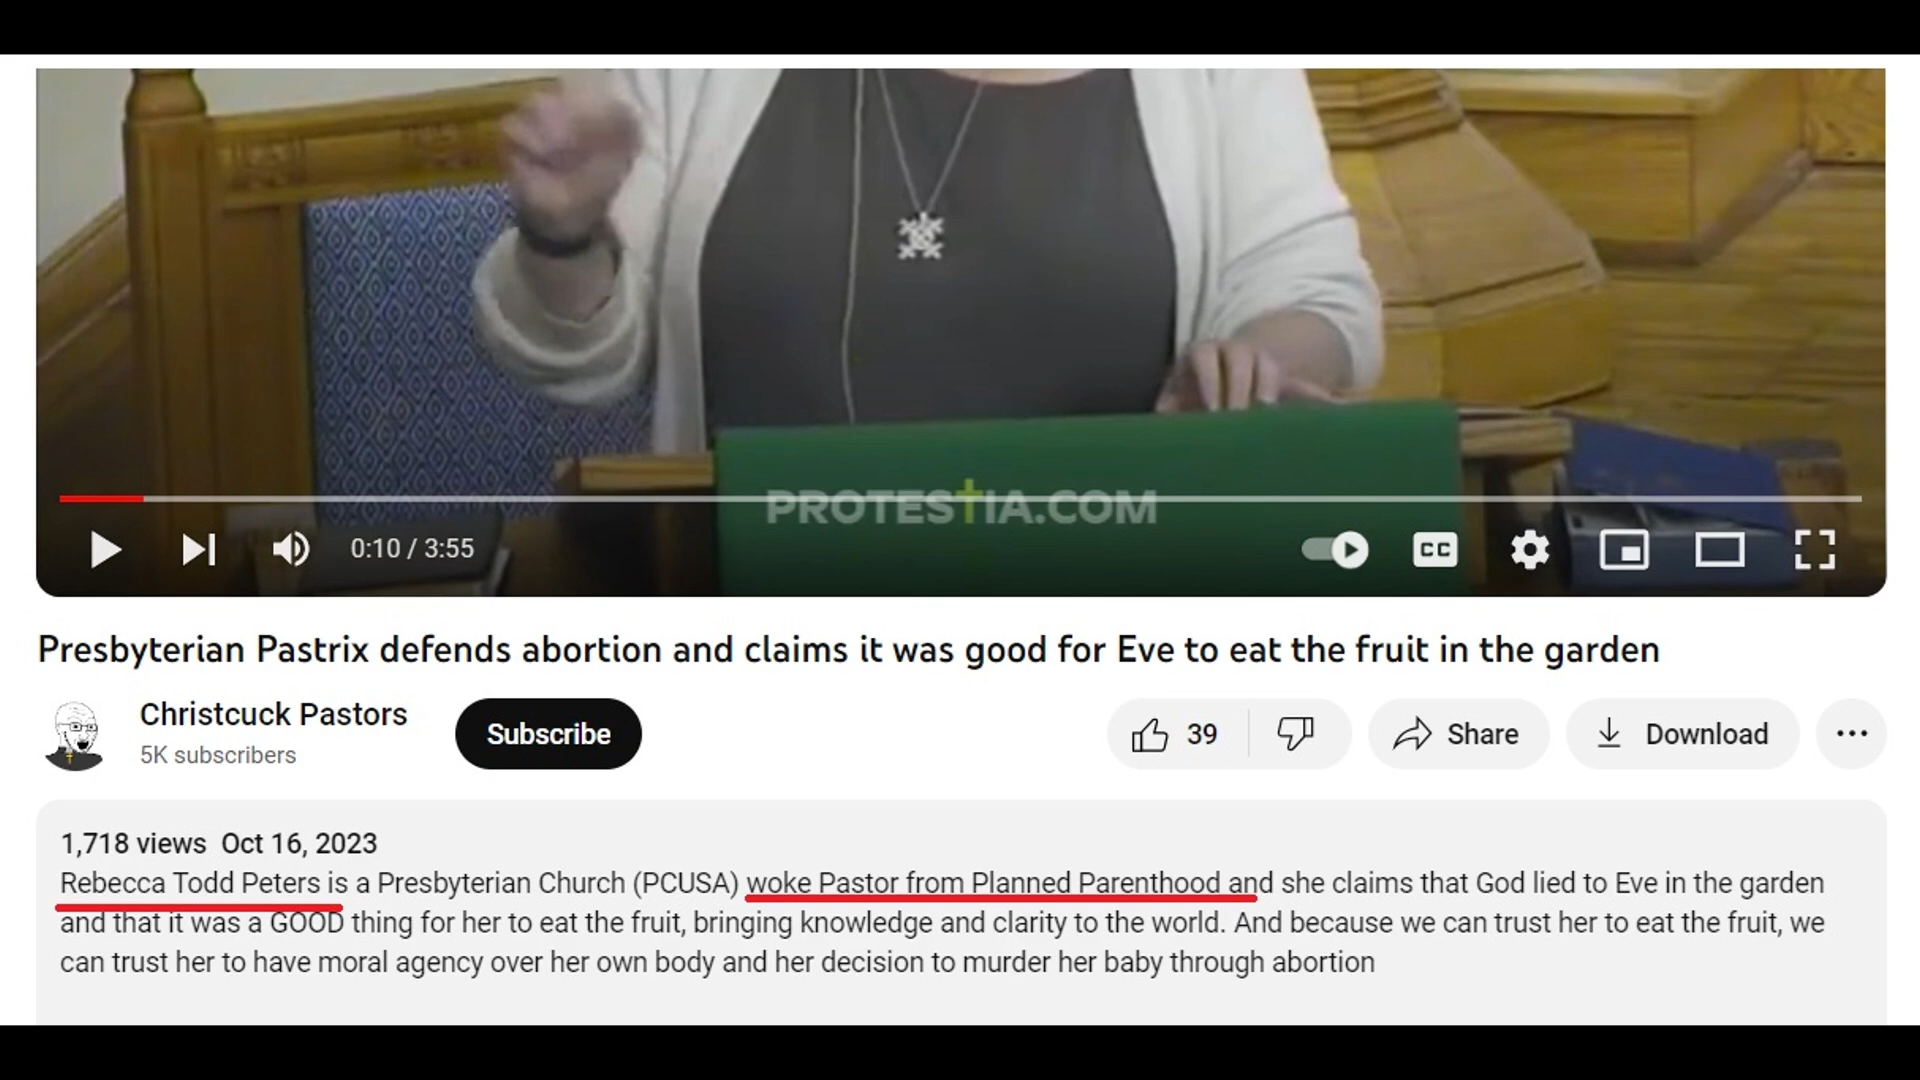 PROTESTIA.COM
0:10 / 3:55
CC
Presbyterian Pastrix defends abortion and claims it was good for Eve to eat the fruit in the garden
Christcuck Pastors
5K subscribers
Subscribe
39
Share
Download
1,718 views Oct 16, 2023
Rebecca Todd Peters is a Presbyterian Church (PCUSA) woke Pastor from Planned Parenthood and she claims that God lied to Eve in the garden
and that it was a GOOD thing for her to eat the fruit, bringing knowledge and clarity to the world. And because we can trust her to eat the fruit, we
can trust her to have moral agency over her own body and her decision to murder her baby through abortion